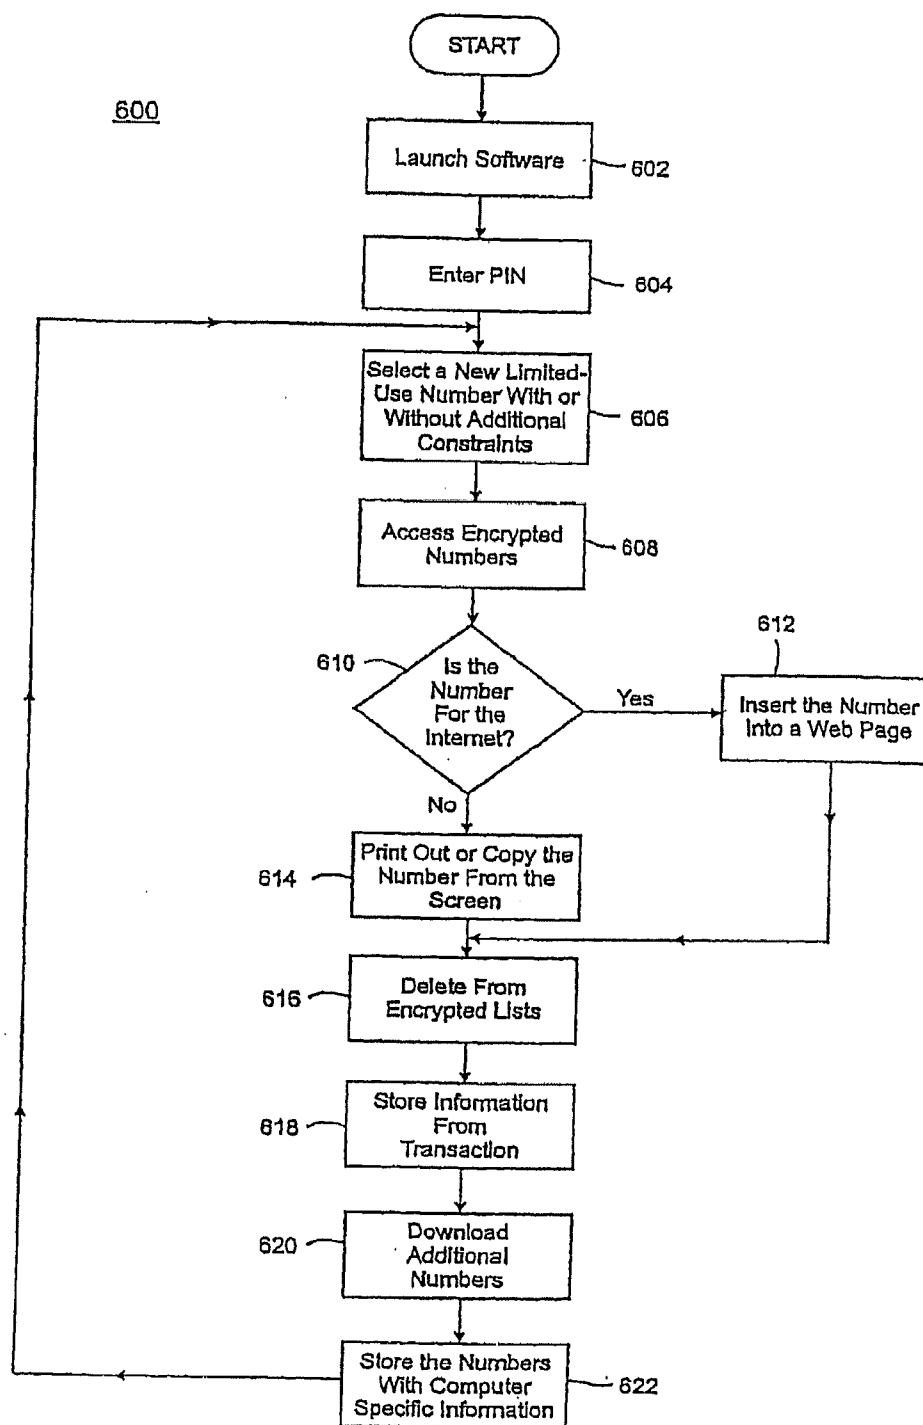 START
600
Launch Software
602
Enter PIN
604
Select a New Limited-
Use Number With or
Without Additional
Constraints
606
Access Encrypted
Numbers
608
610
Is the
Number
For the
Internet?
Yes
612
Insert the Number
Into a Web Page
No
614
Print Out or Copy the
Number From the
Screen
616
Delete From
Encrypted Lists
618
Store Information
From
Transaction
620
Download
Additional
Numbers
Store the Numbers
With Computer
Specific Information
622